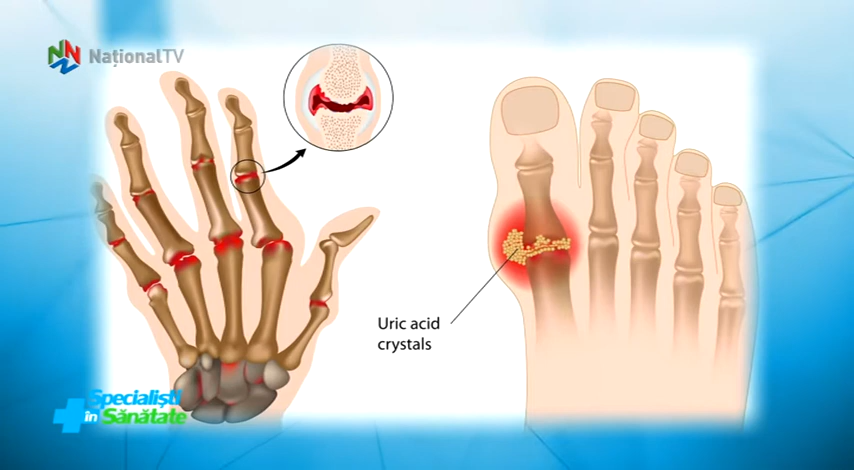 NaționalTV
Uric acid
crystals
Specialiști
în Sănătate